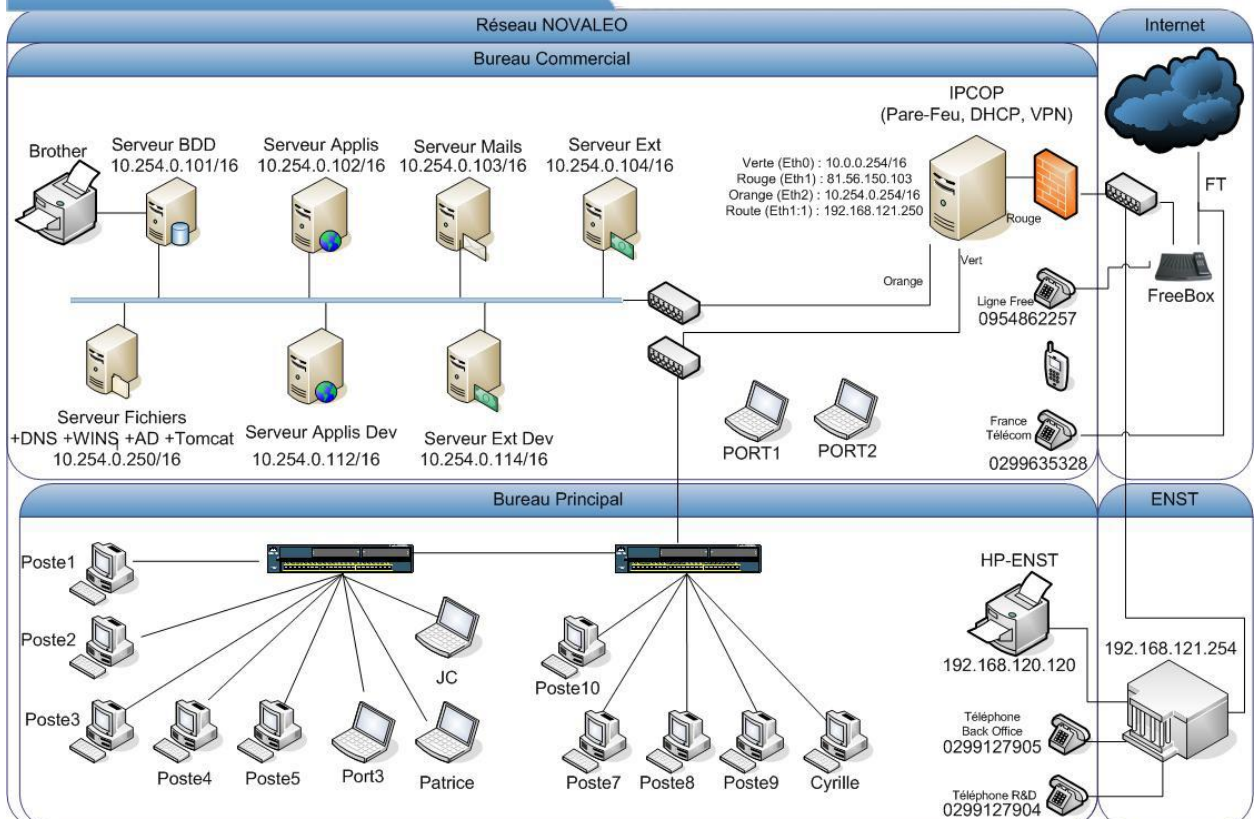 Réseau NOVALEO
Internet
Bureau Commercial
IPCOP
(Pare-Feu, DHCP, VPN)
Brother
Serveur BDD
10.254.0.101/16
Serveur Applis
10.254.0.102/16
Serveur Mails
10.254.0.103/16
Serveur Ext
10.254.0.104/16
Verte (Eth0) : 10.0.0.254/16
Rouge (Eth1) : 81.56.150.103
Orange (Eth2) : 10.254.0.254/16
Route (Eth1:1) : 192.168.121.250
Rouge
FT
Vert
Orange
Ligne Free
0954862257
FreeBox
Serveur Fichiers
+DNS +WINS +AD +Tomcat
10.254.0.250/16
Serveur Applis Dev
10.254.0.112/16
Serveur Ext Dev
10.254.0.114/16
PORT1
PORT2
France
Télécom
0299635328
Bureau Principal
ENST
Poste1
Poste2
Poste3
Poste4
Poste5
Port3
Patrice
JC
Poste10
Poste7
Poste8
Poste9
Cyrille
HP-ENST
192.168.120.120
192.168.121.254
Téléphone
Back Office
0299127905
Téléphone R&D
0299127904